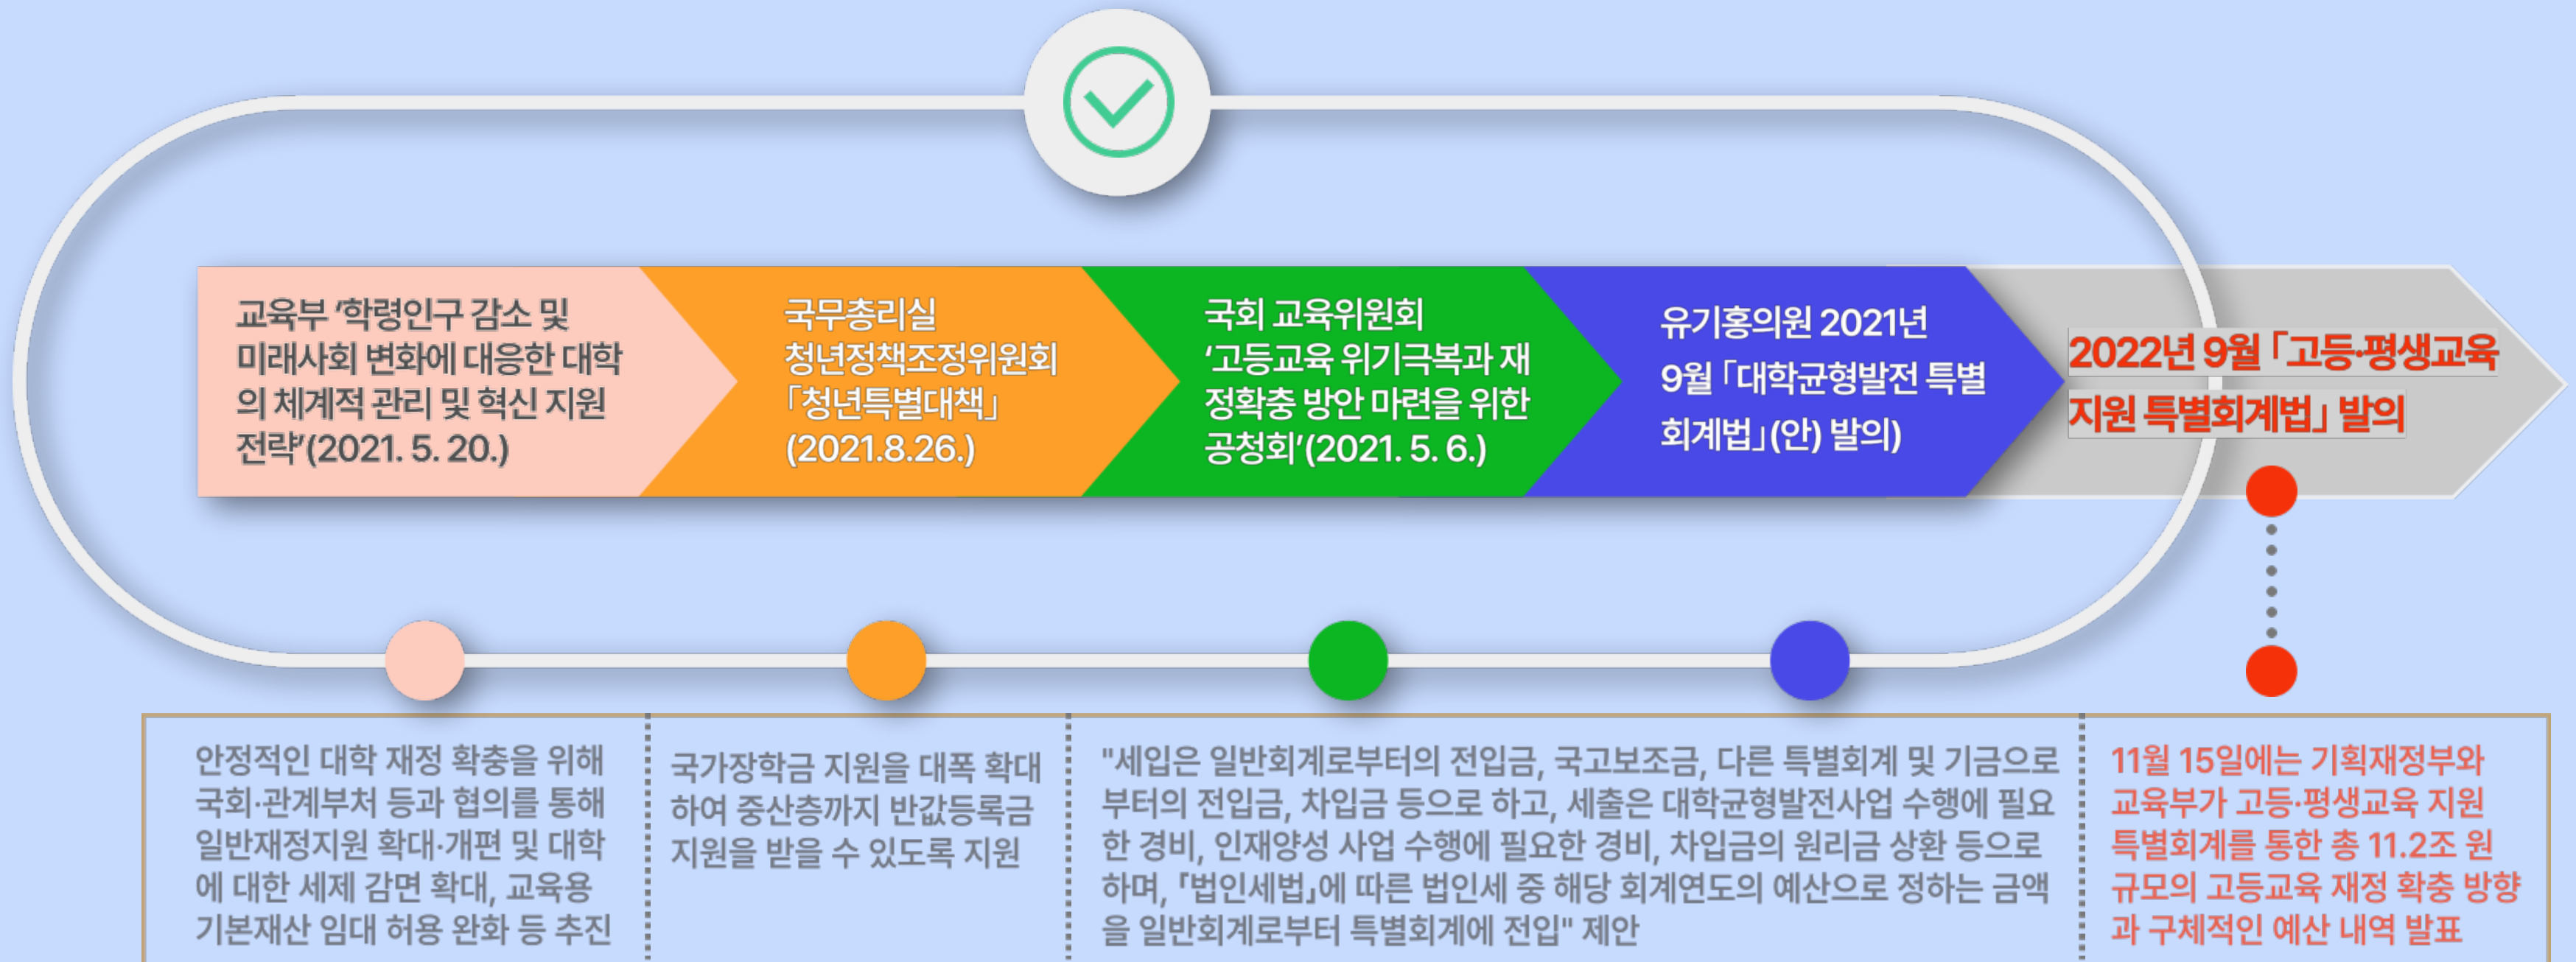 교육부 '학령인구 감소 및
미래사회 변화에 대응한 대학
의 체계적 관리 및 혁신 지원
전략'(2021. 5. 20.)
국무총리실
청년정책조정위원회
「청년특별대책」
(2021.8.26.)
국회 교육위원회
'고등교육 위기극복과 재
정확충 방안 마련을 위한
공청회'(2021. 5. 6.)
유기홍의원 2021년
9월 「대학균형발전 특별
회계법」(안) 발의)
2022년 9월 「고등·평생교육
지원 특별회계법」 발의
안정적인 대학 재정 확충을 위해
국회·관계부처 등과 협의를 통해
일반재정지원 확대·개편 및 대학
에 대한 세제 감면 확대, 교육용
기본재산 임대 허용 완화 등 추진
국가장학금 지원을 대폭 확대
하여 중산층까지 반값등록금
지원을 받을 수 있도록 지원
"세입은 일반회계로부터의 전입금, 국고보조금, 다른 특별회계 및 기금으로
부터의 전입금, 차입금 등으로 하고, 세출은 대학균형발전사업 수행에 필요
한 경비, 인재양성 사업 수행에 필요한 경비, 차입금의 원리금 상환 등으로
하며, 「법인세법」에 따른 법인세 중 해당 회계연도의 예산으로 정하는 금액
을 일반회계로부터 특별회계에 전입" 제안
11월 15일에는 기획재정부와
교육부가 고등·평생교육 지원
특별회계를 통한 총 11.2조 원
규모의 고등교육 재정 확충 방향
과 구체적인 예산 내역 발표